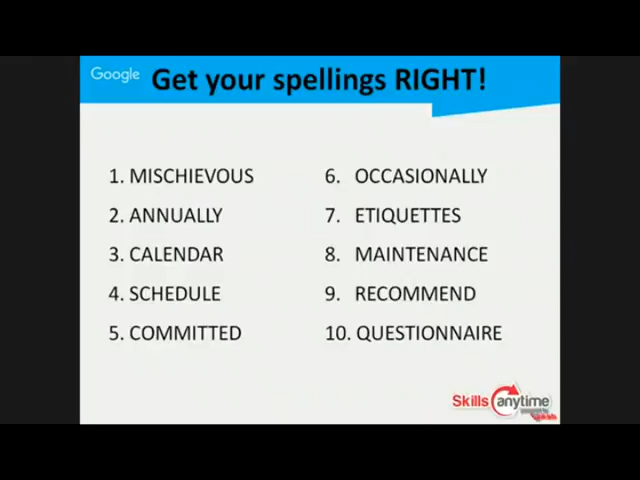 Google
Get your spellings RIGHT!
1. MISCHIEVOUS
2. ANNUALLY
3. CALENDAR
4. SCHEDULE
5. COMMITTED
6. OCCASIONALLY
7. ETIQUETTES
8. MAINTENANCE
9. RECOMMEND
10. QUESTIONNAIRE
Skills anytime